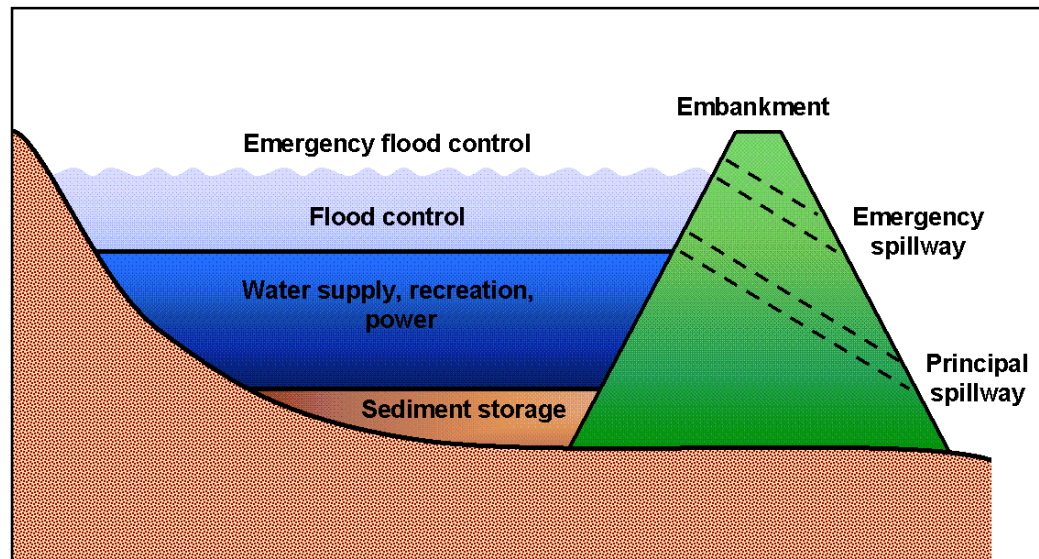 Embankment
Emergency flood control
Flood control
Emergency
spillway
Water supply, recreation,
power
Principal
spillway
Sediment storage